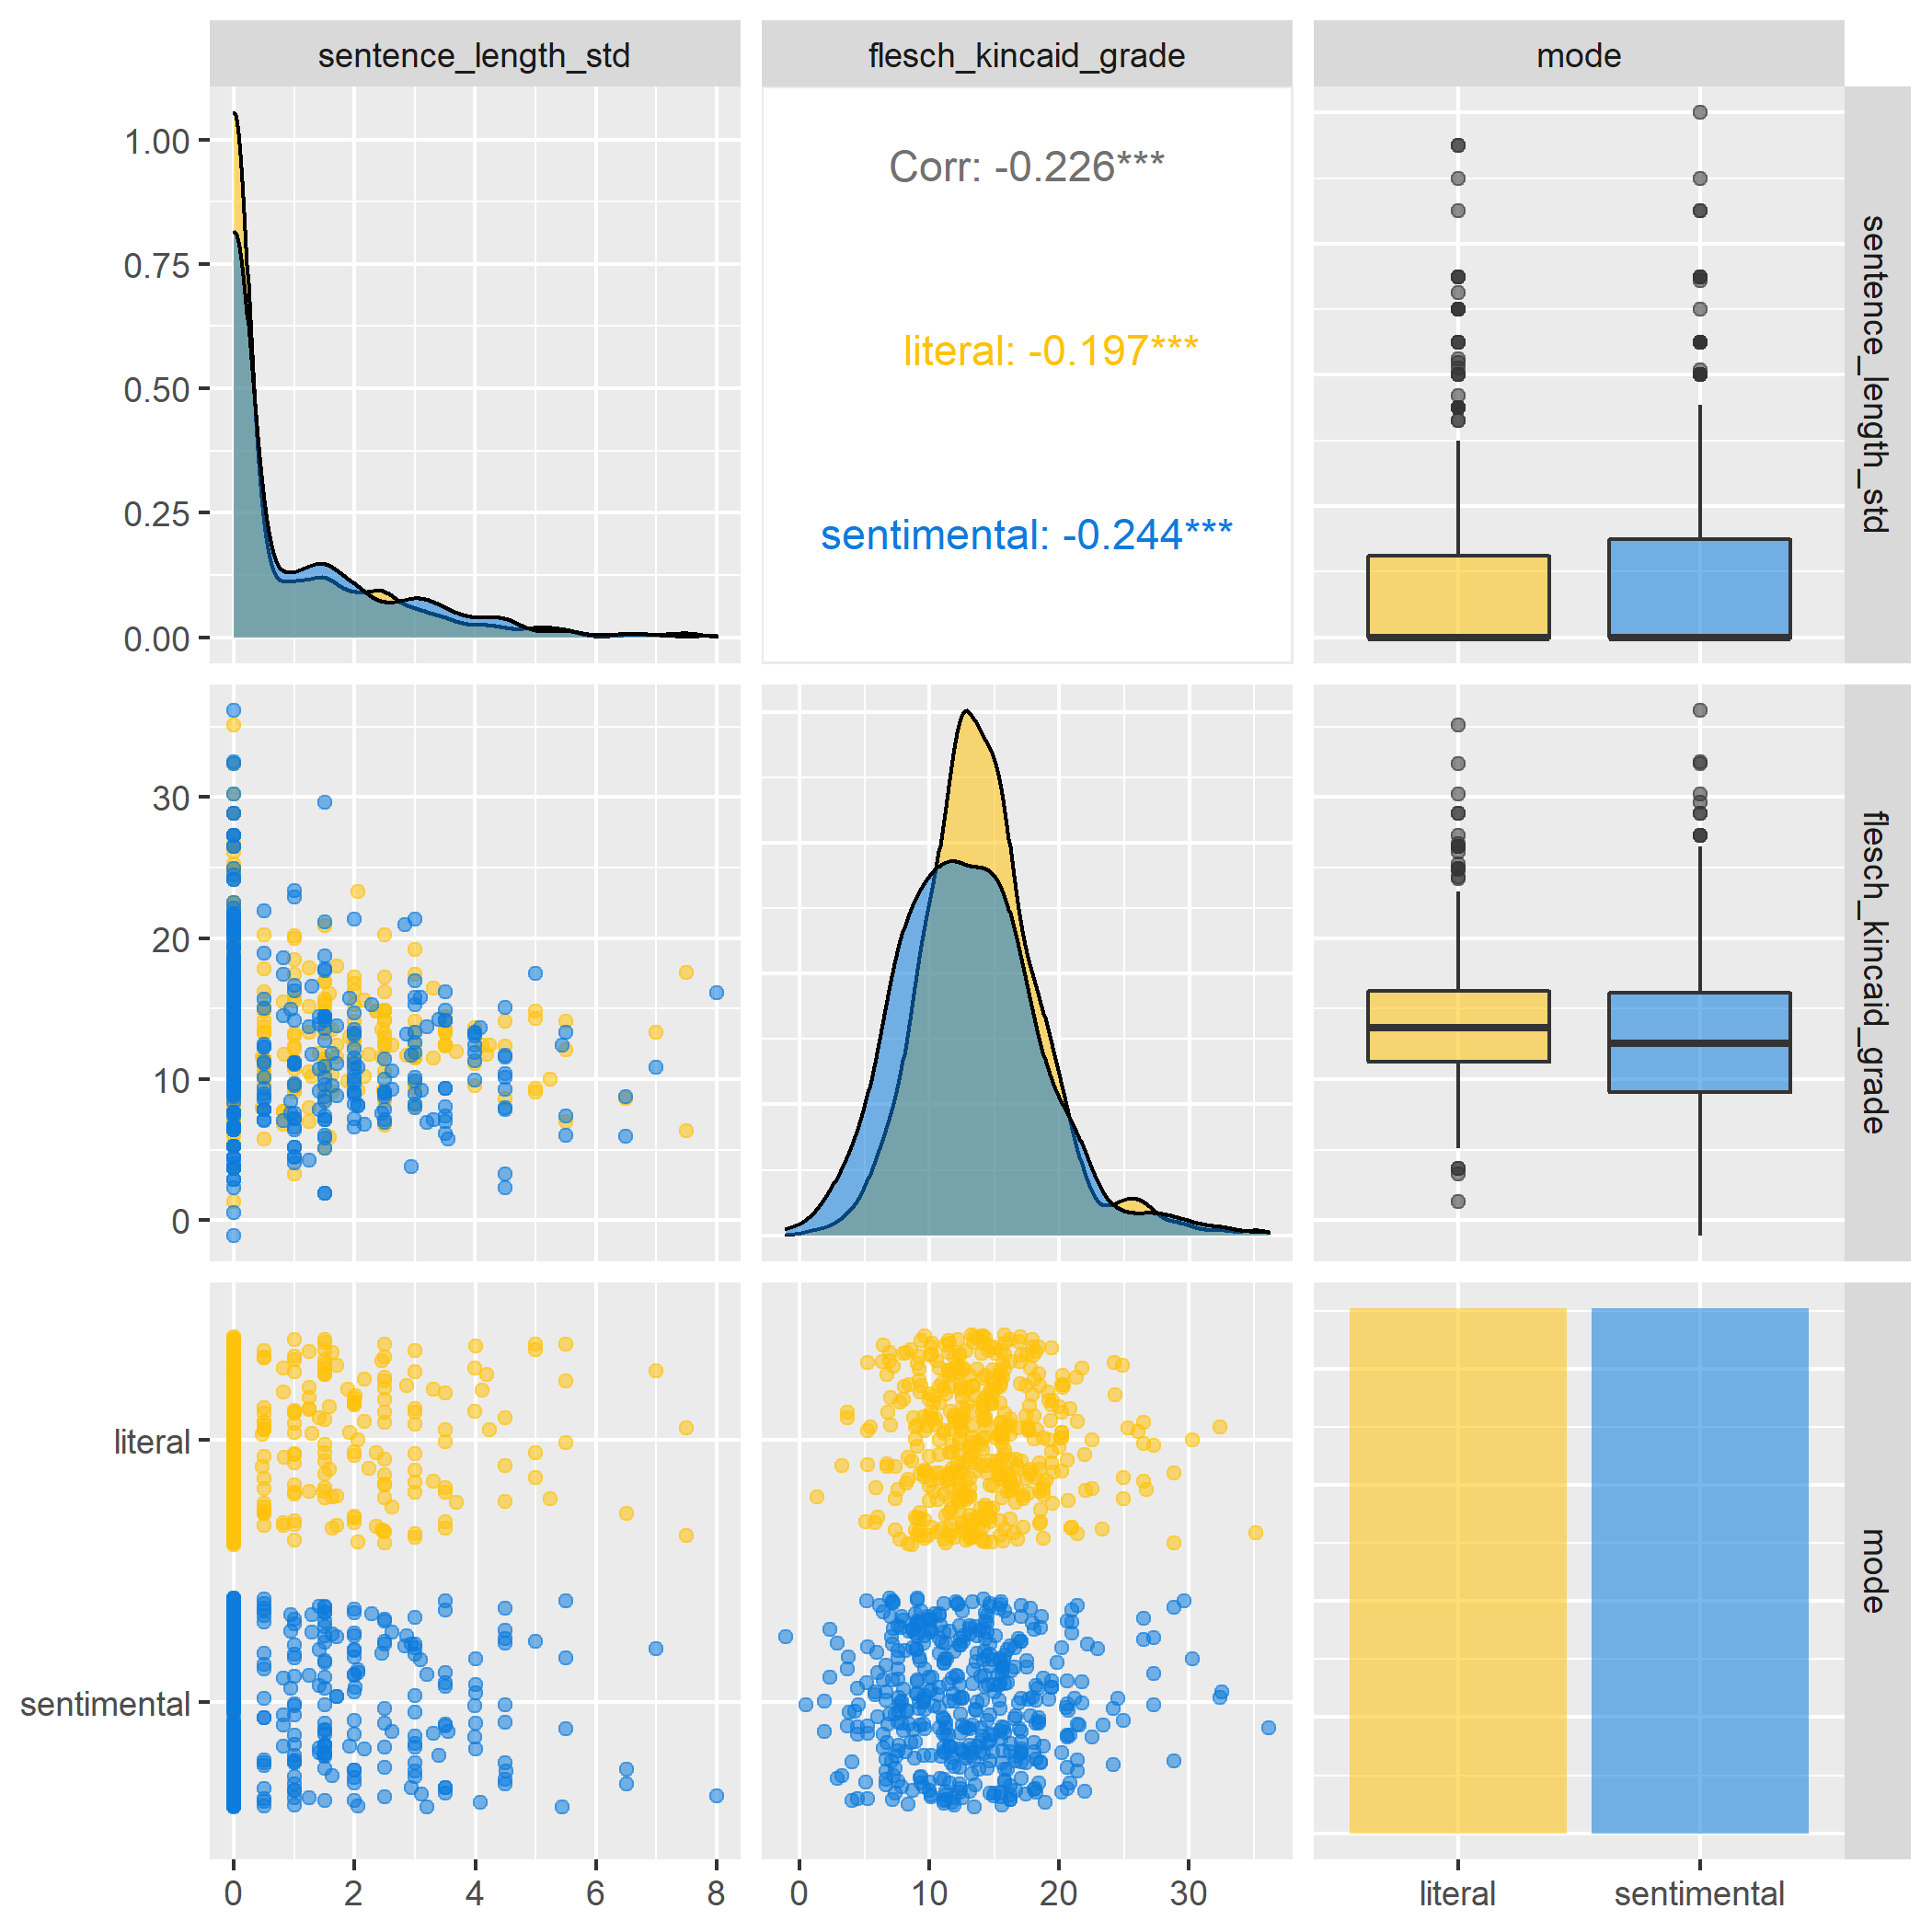 sentence_length_std
flesch_kincaid_grade
mode
1.00
0.75
0.50
0.25
0.00
Corr: -0.226***
literal: -0.197***
sentimental: -0.244***
sentence_length_std
30
20
10
0
flesch_kincaid_grade
literal
sentimental
mode
0 2 4 6 8
0 10 20 30
literal sentimental